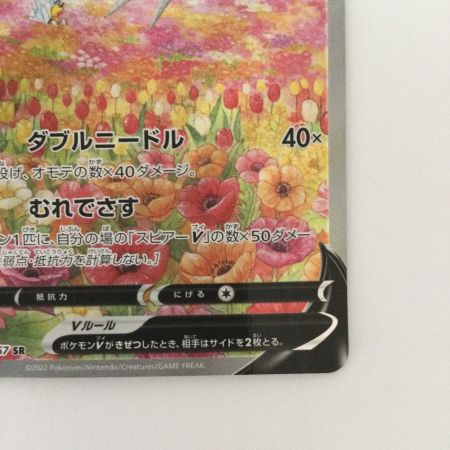 ダブルニードル 40×
投げ、オモテの数×40ダメージ。
むれでさす
ン1匹に、自分の場の「スピアーV」の数×50ダメー
弱点・抵抗力を計算しない。]
抵抗力 にげる
Vルール
ポケモンVがきぜつしたとき、相手はサイドを2枚とる。
67 SR
©2022 Pokémon/Nintendo/Creatures/GAME FREAK.